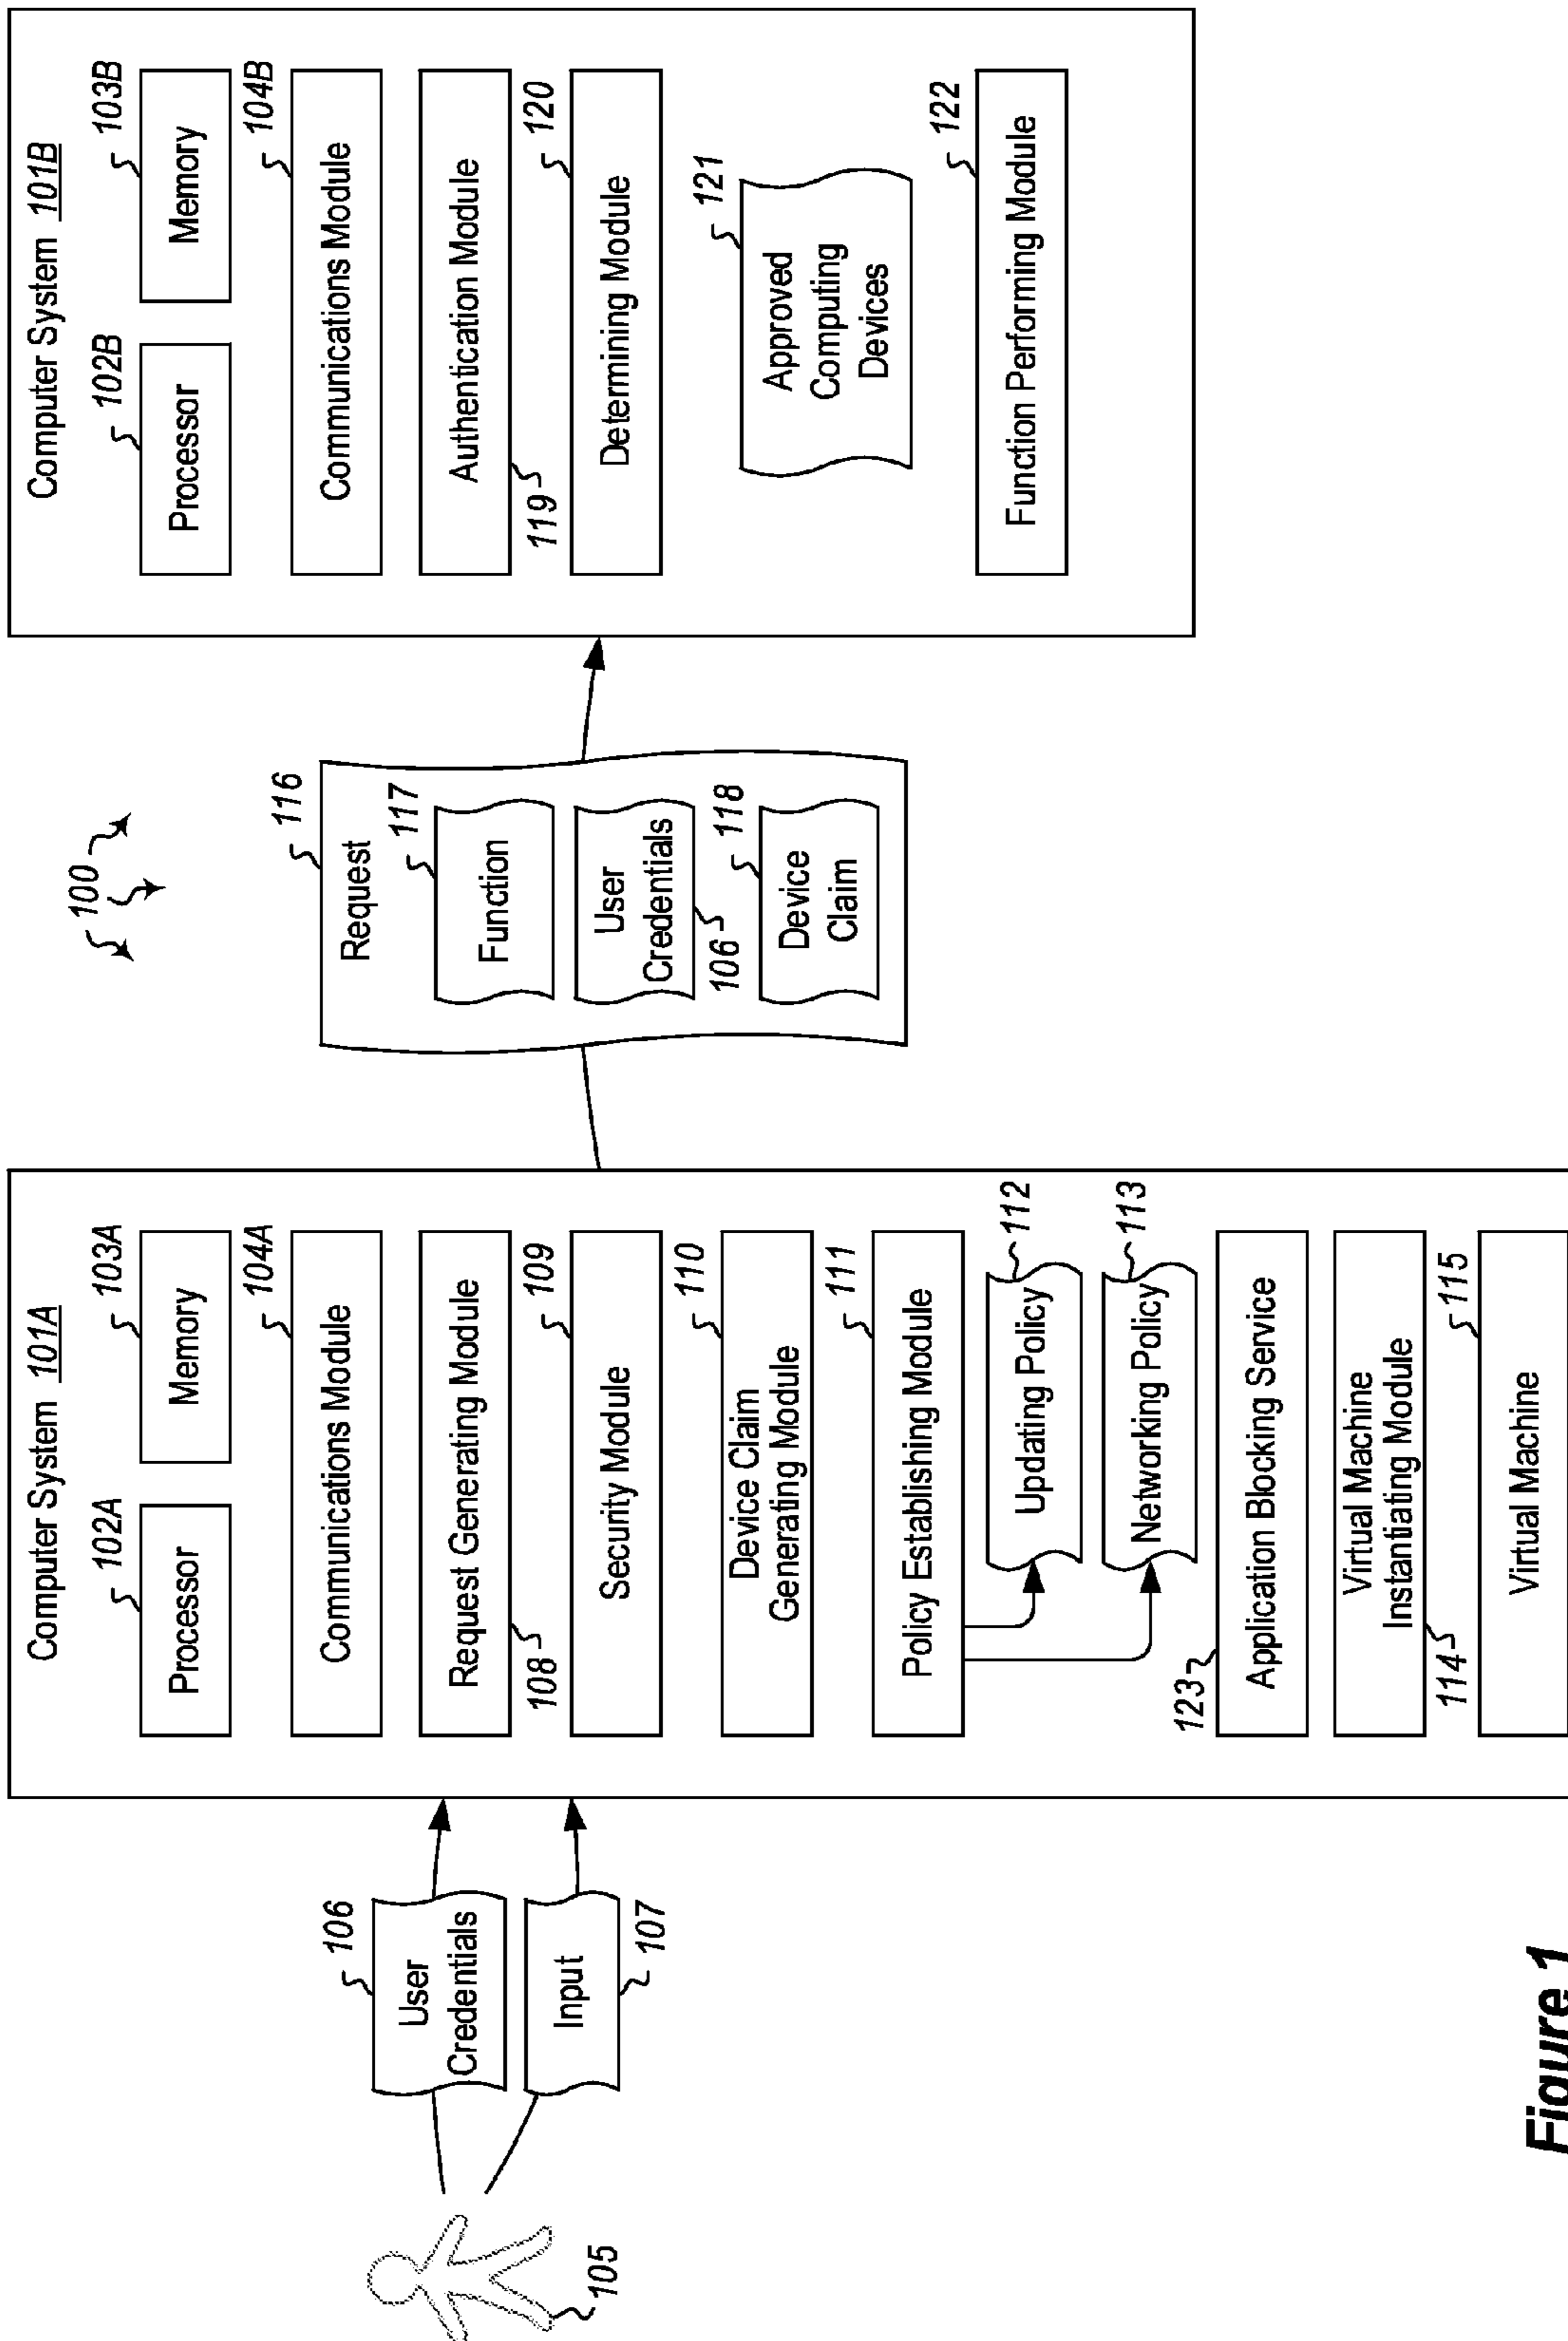 100
105
106
User
Credentials
Input
107
Computer System 101A
102A
Processor
103A
Memory
104A
Communications Module
Request Generating Module
108
109
Security Module
110
Device Claim
Generating Module
111
Policy Establishing Module
112
Updating Policy
113
Networking Policy
123
Application Blocking Service
Virtual Machine
Instantiating Module
114
115
Virtual Machine
116
Request
117
Function
User
Credentials
106
118
Device
Claim
Computer System 101B
102B
Processor
103B
Memory
104B
Communications Module
Authentication Module
119
120
Determining Module
121
Approved
Computing
Devices
122
Function Performing Module
Figure 1